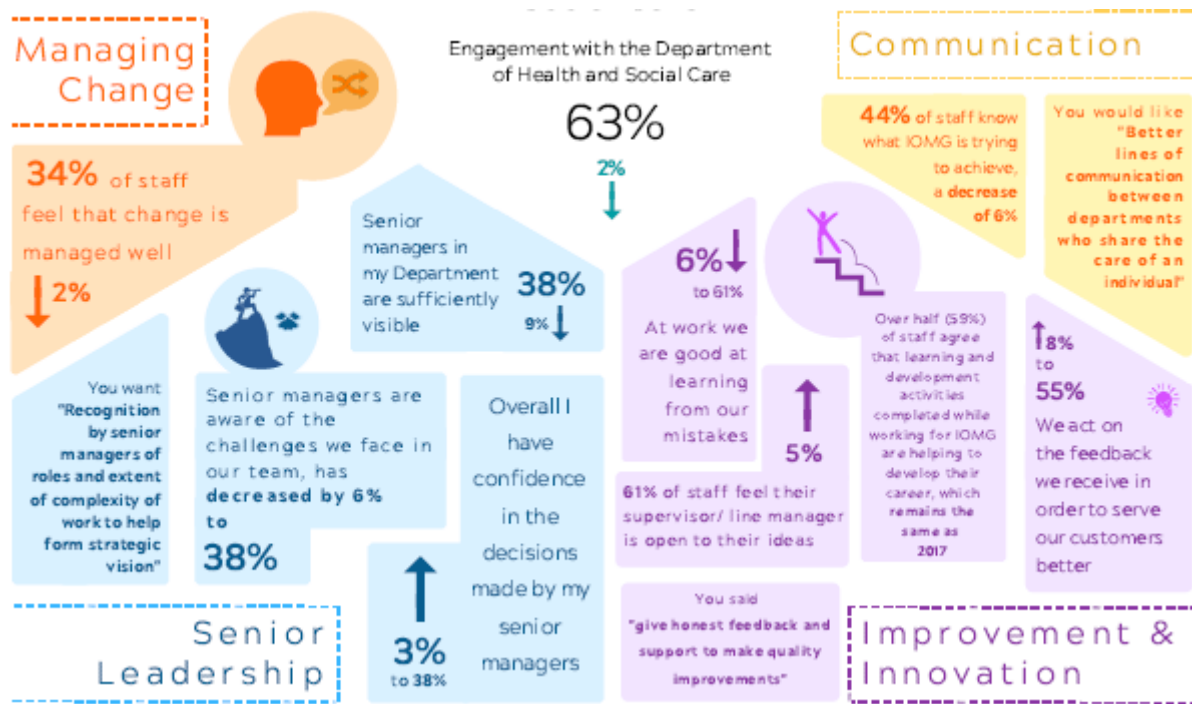 Managing
Change
34% of staff
feel that change is
managed well
2%
Engagement with the Department
of Health and Social Care
63%
2%
Communication
44% of staff know
what IOMG is trying
to achieve,
a decrease
of 6%
You would like
"Better
lines of
communication
between
departments
who share the
care of an
individual"
Senior
managers in
my Department
are sufficiently
visible
38%
9%
You want
"Recognition
by senior
managers of
roles and extent
of complexity of
work to help
form strategic
vision"
Senior managers are
aware of the
challenges we face in
our team, has
decreased by 6%
to
38%
Overall I
have
confidence
in the
decisions
made by my
senior
managers
3%
to 38%
Senior
Leadership
6%
to 61%
At work we
are good at
learning
from our
mistakes
5%
61% of staff feel their
supervisor/ line manager
is open to their ideas
Over half (59%)
of staff agree
that learning and
development
activities
completed while
working for IOMG
are helping to
develop their
career, which
remains the
same as
2017
8%
to
55%
We act on
the feedback
we receive in
order to serve
our customers
better
You said
"give honest feedback and
support to make quality
improvements"
Improvement &
Innovation